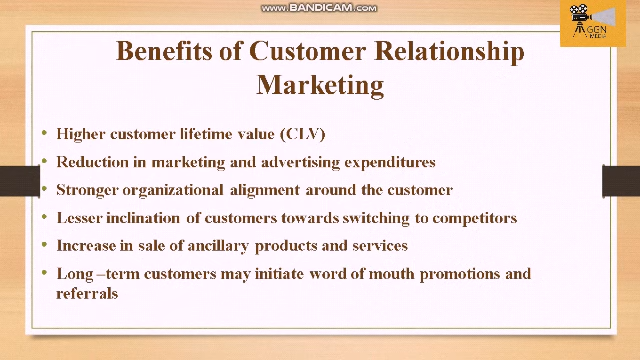 www.BANDICAM.com
GGN
MEDIA
Benefits of Customer Relationship
Marketing
• Higher customer lifetime value (CLV)
• Reduction in marketing and advertising expenditures
• Stronger organizational alignment around the customer
• Lesser inclination of customers towards switching to competitors
• Increase in sale of ancillary products and services
• Long –term customers may initiate word of mouth promotions and
referrals